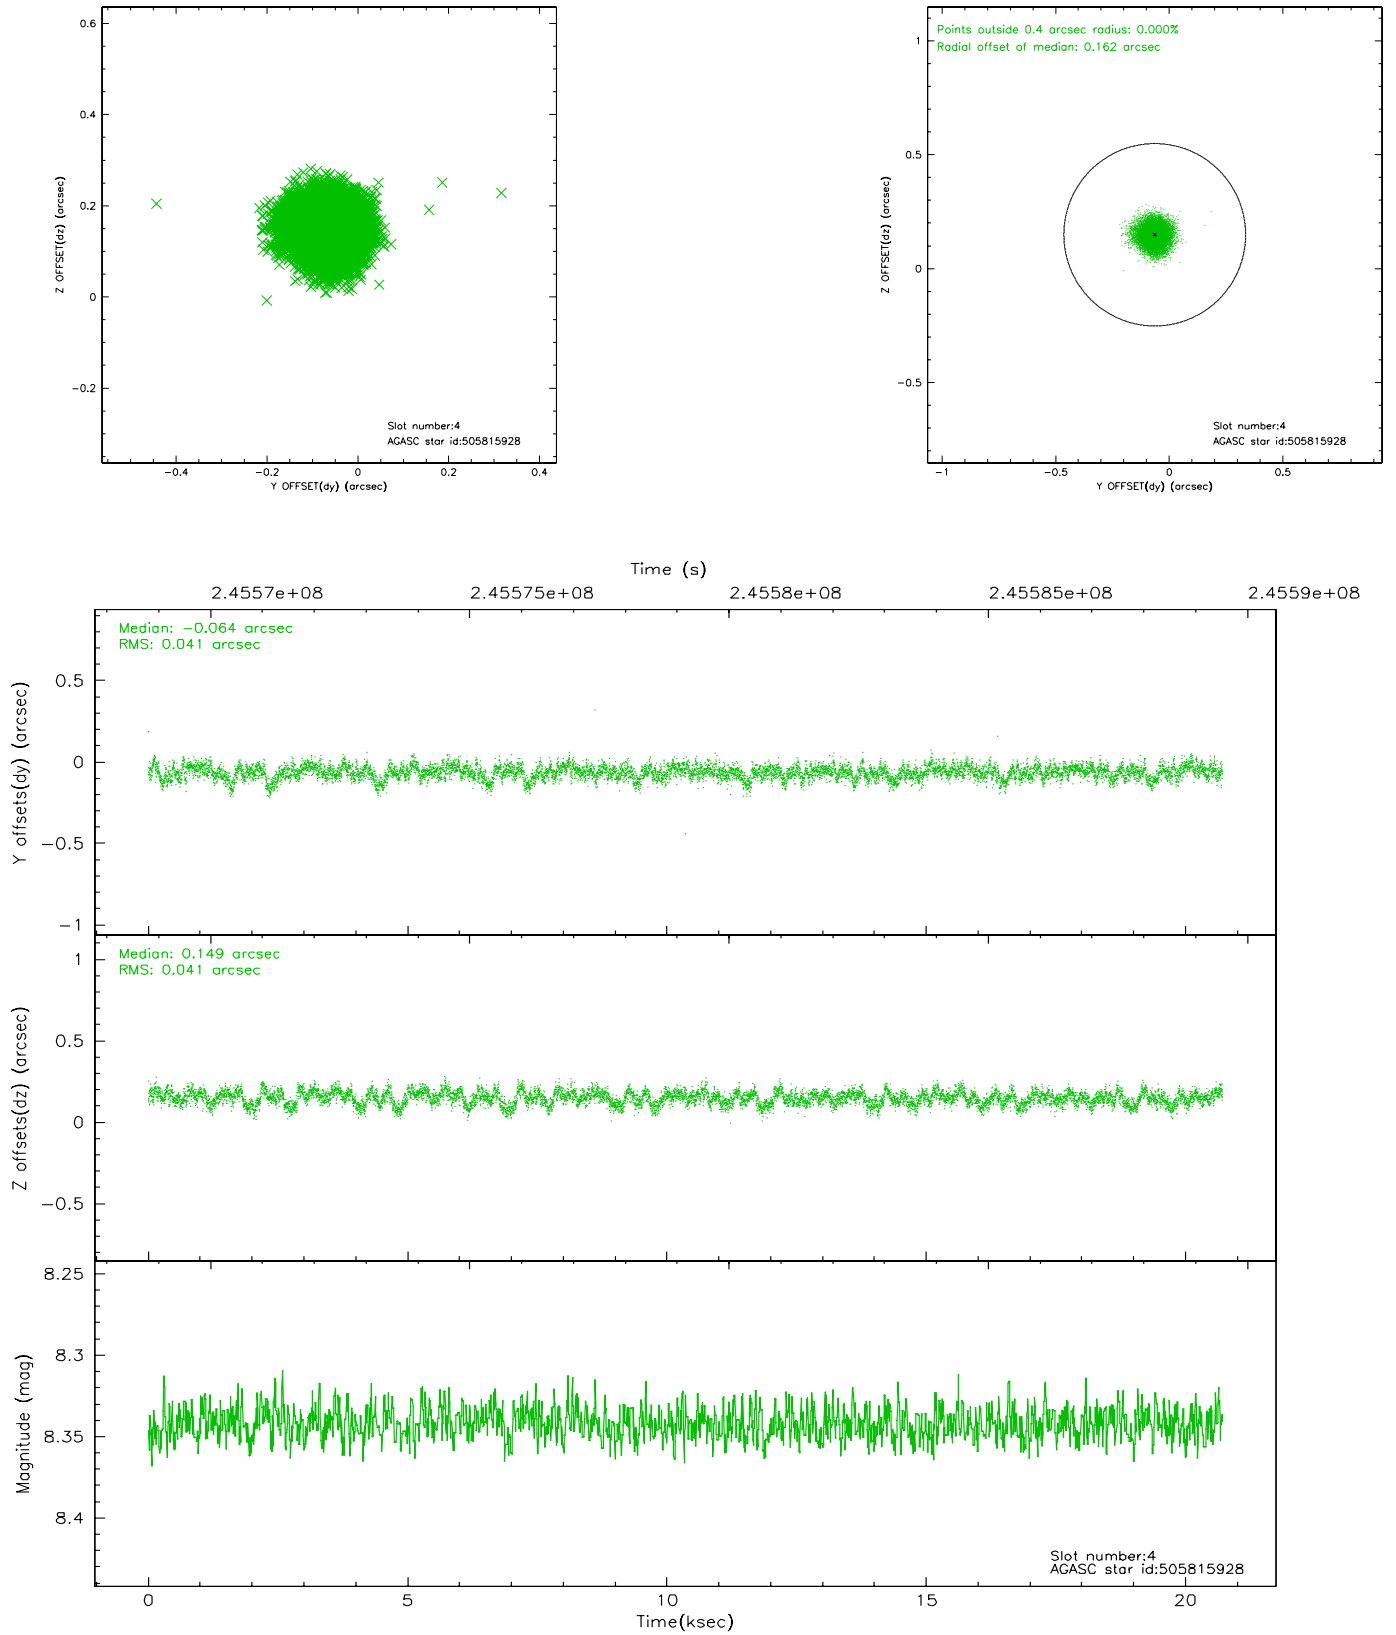 0.6
0.4
0.2
0
−0.2
Z OFFSET(dz) (arcsec)
Slot number:4
AGASC star id:505815928
−0.4 −0.2 0 0.2 0.4
Y OFFSET(dy) (arcsec)
Points outside 0.4 arcsec radius: 0.000%
Radial offset of median: 0.162 arcsec
1
0.5
0
−0.5
Z OFFSET(dz) (arcsec)
Slot number:4
AGASC star id:505815928
−1 −0.5 0 0.5
Y OFFSET(dy) (arcsec)
Time (s)
2.4557e+08 2.45575e+08 2.4558e+08 2.45585e+08 2.4559e+08
Median: −0.064 arcsec
RMS: 0.041 arcsec
0.5
0
−0.5
−1
Y offsets(dy) (arcsec)
Median: 0.149 arcsec
RMS: 0.041 arcsec
1
0.5
0
−0.5
Z offsets(dz) (arcsec)
8.25
8.3
8.35
8.4
Magnitude (mag)
Slot number:4
AGASC star id:505815928
0 5 10 15 20
Time(ksec)